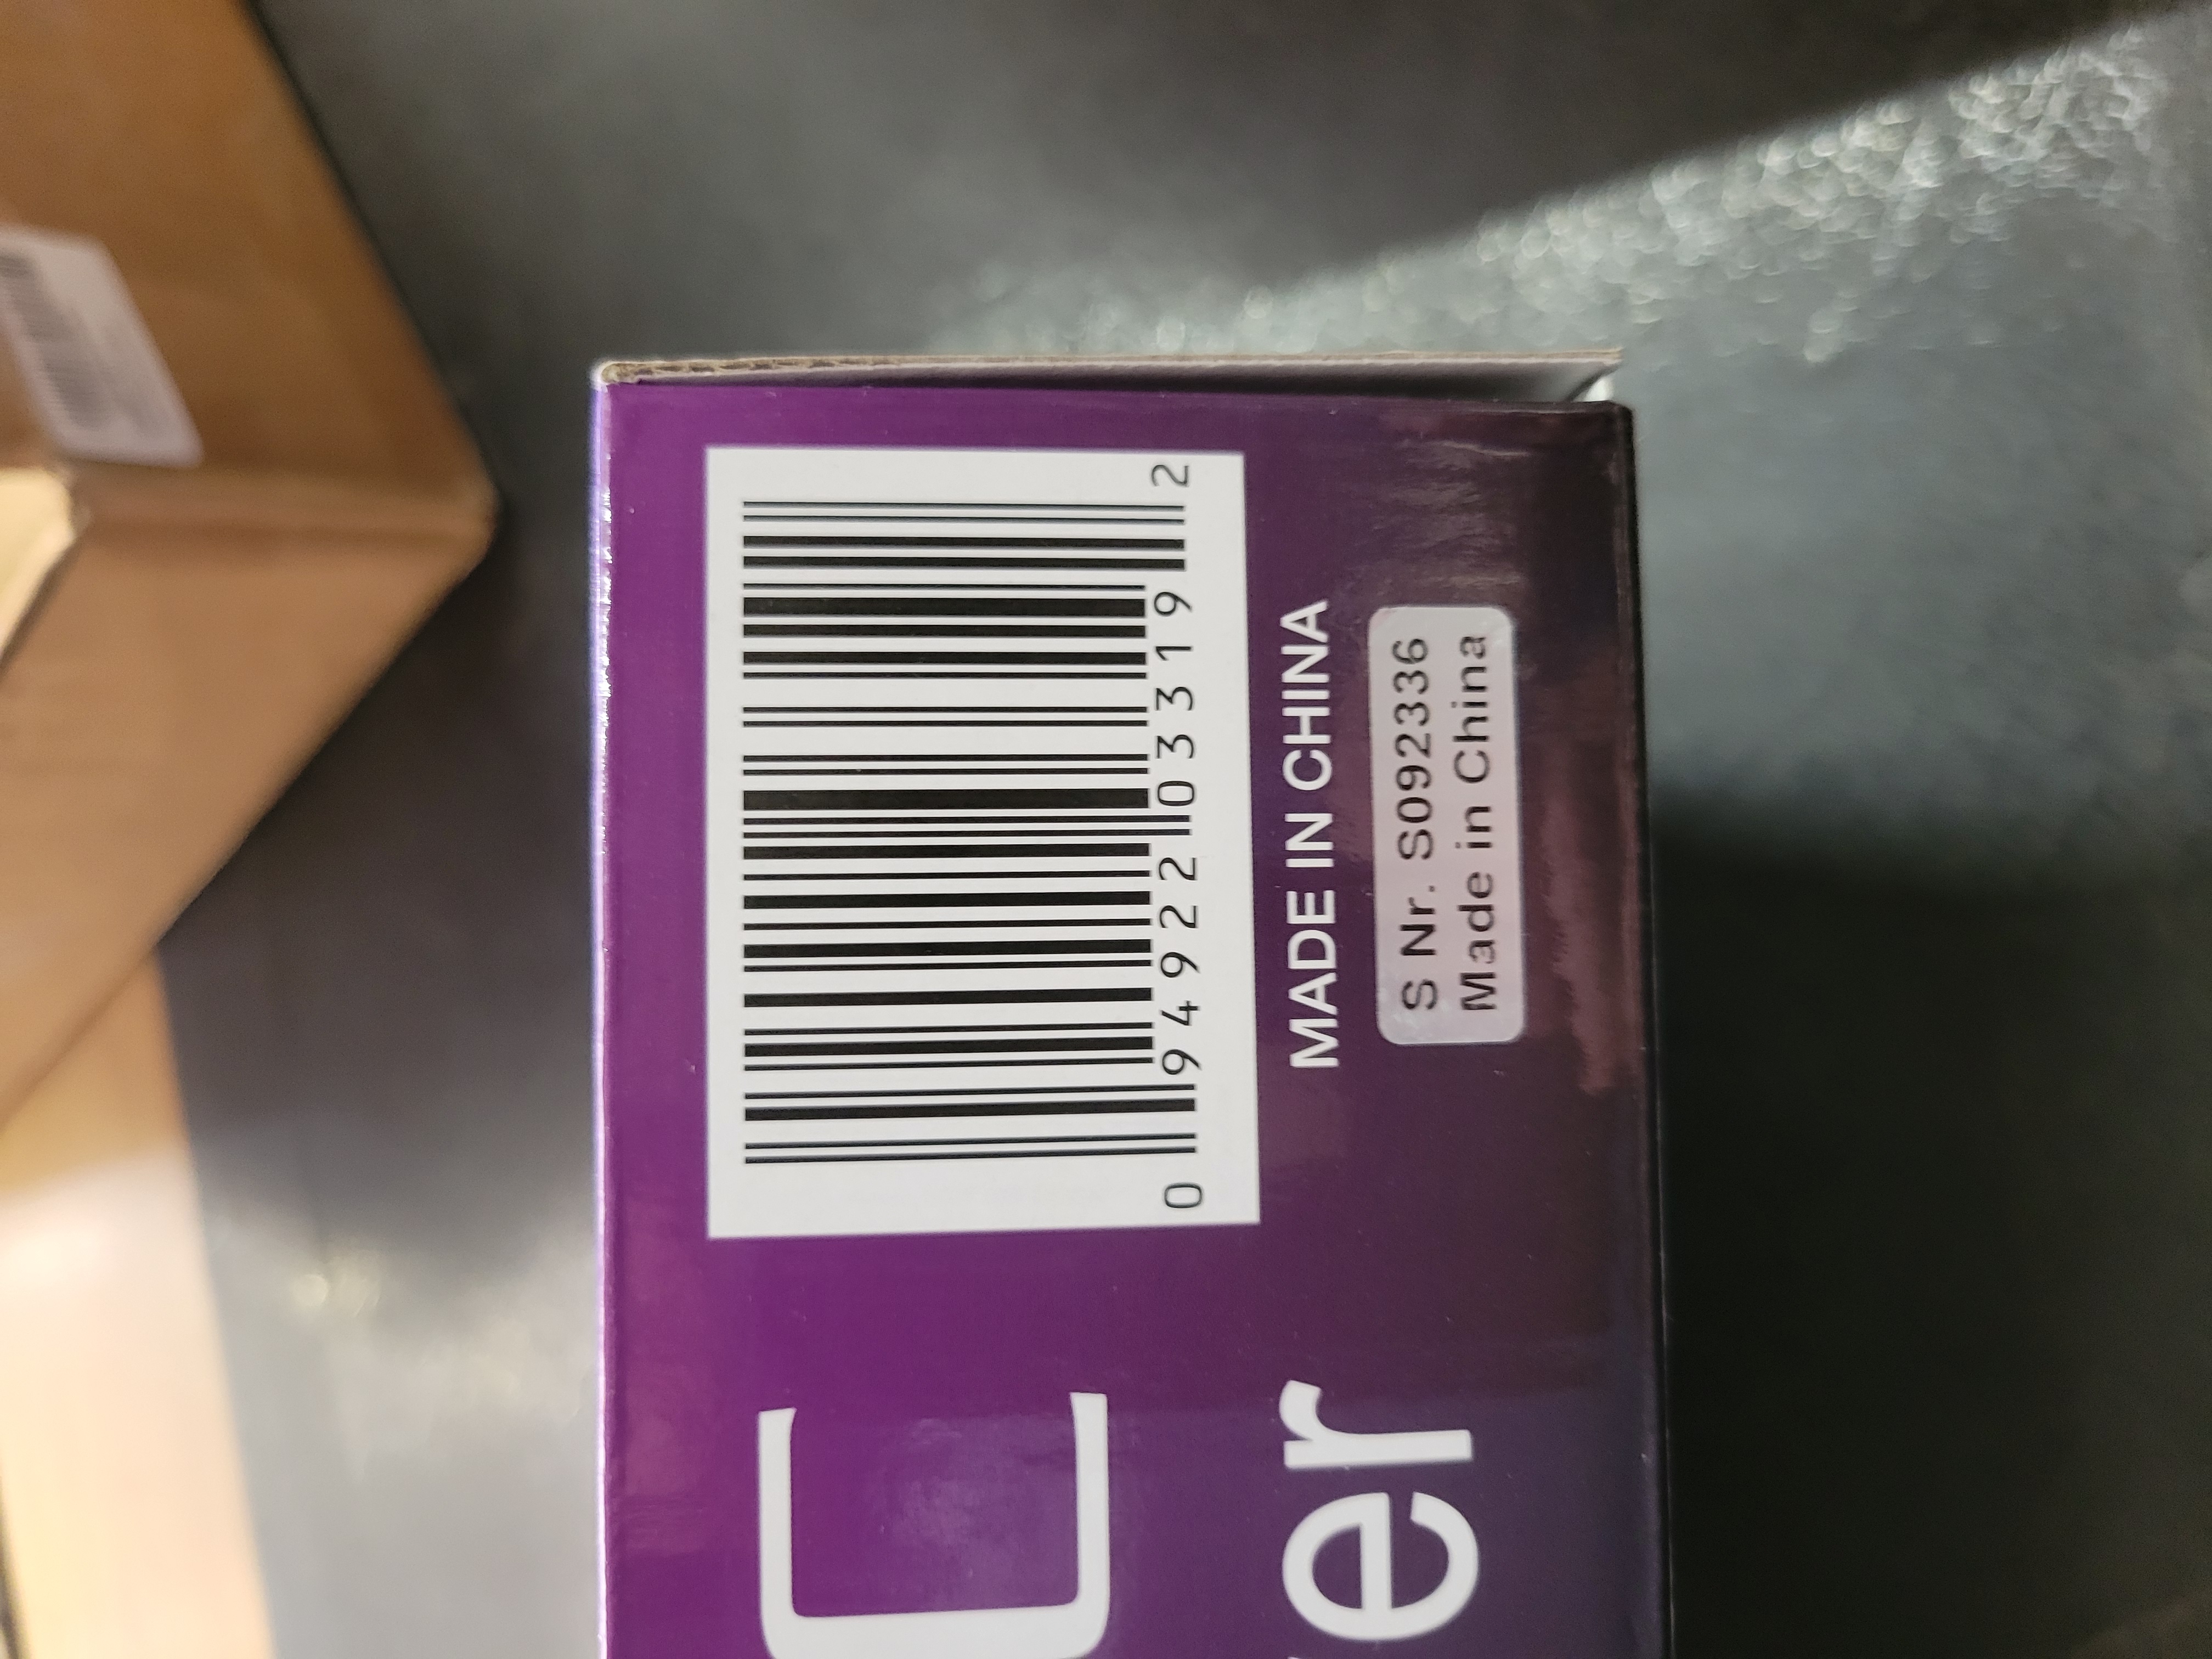 0 94922 03319 2
MADE IN CHINA
S Nr. S092336
Made in China